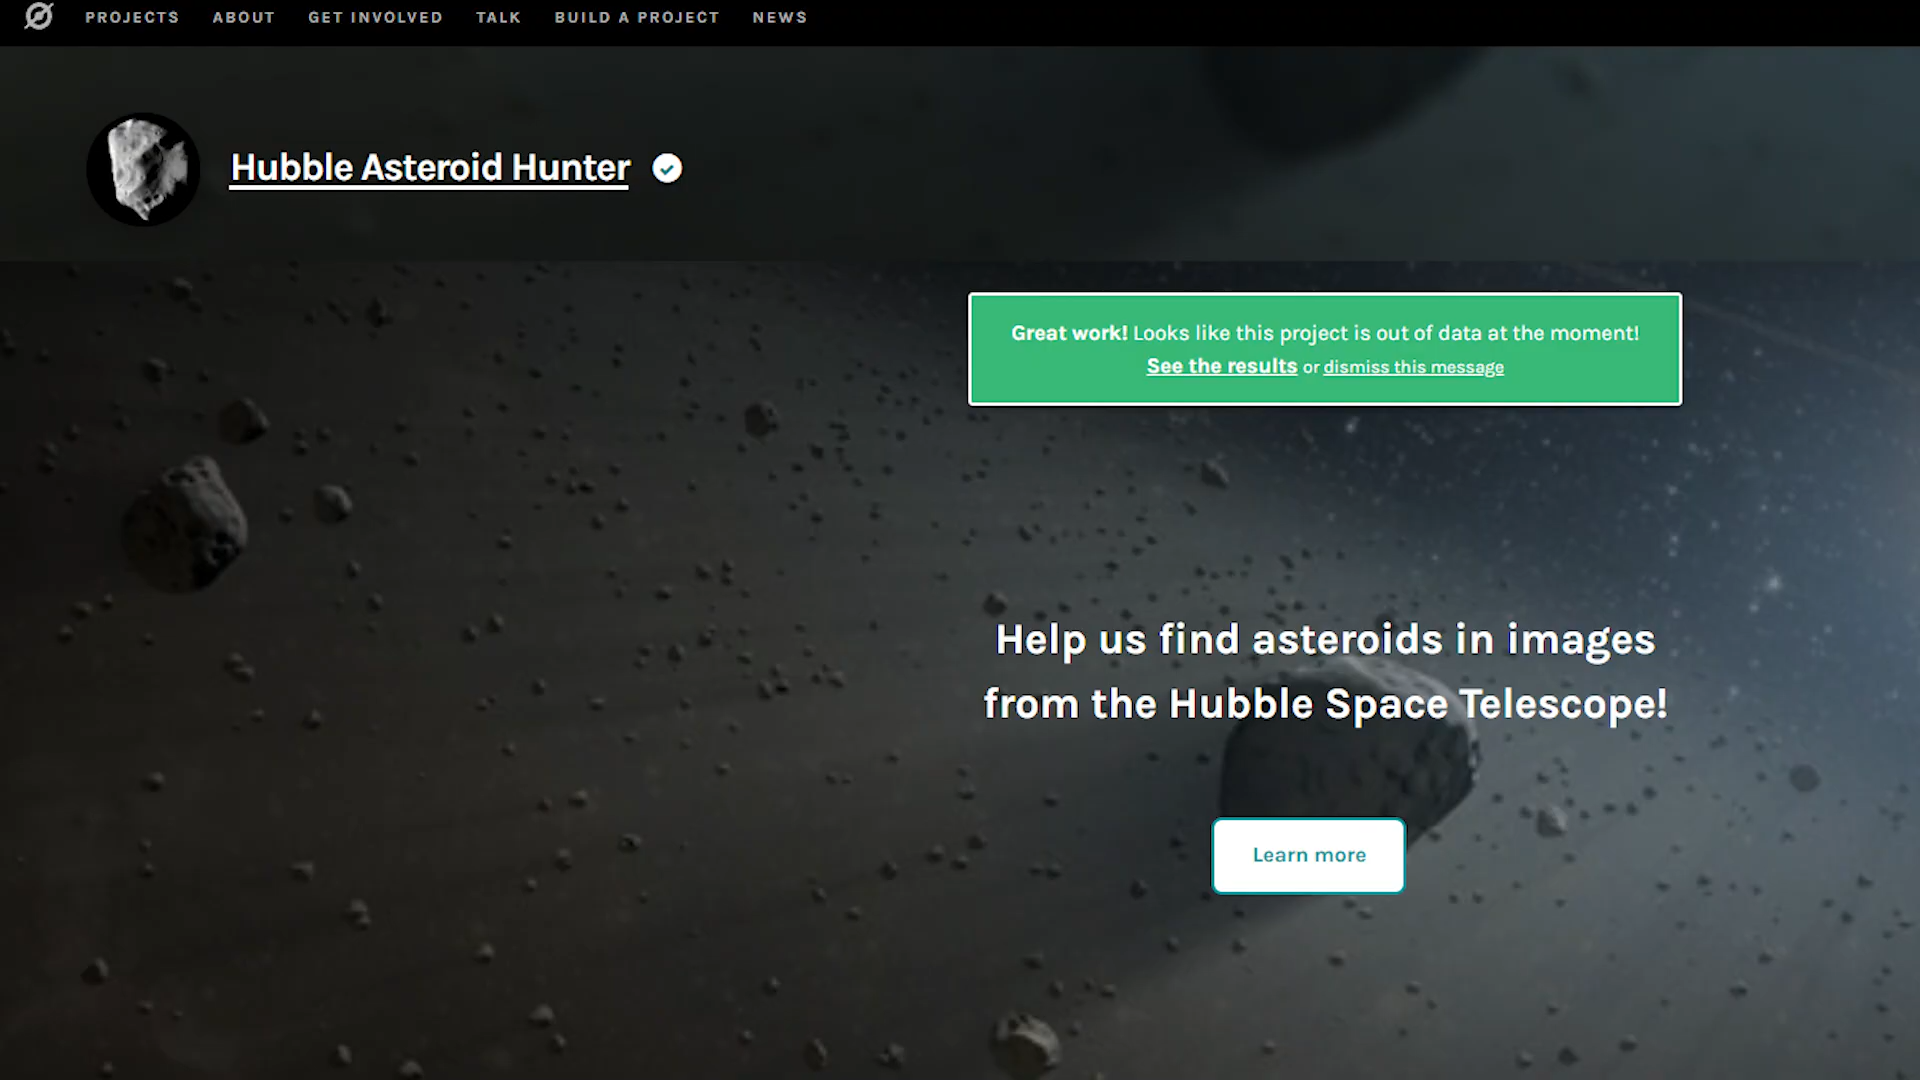 PROJECTS ABOUT GET INVOLVED TALK BUILD A PROJECT NEWS
Hubble Asteroid Hunter
Great work! Looks like this project is out of data at the moment!
See the results or dismiss this message
Help us find asteroids in images
from the Hubble Space Telescope!
Learn more